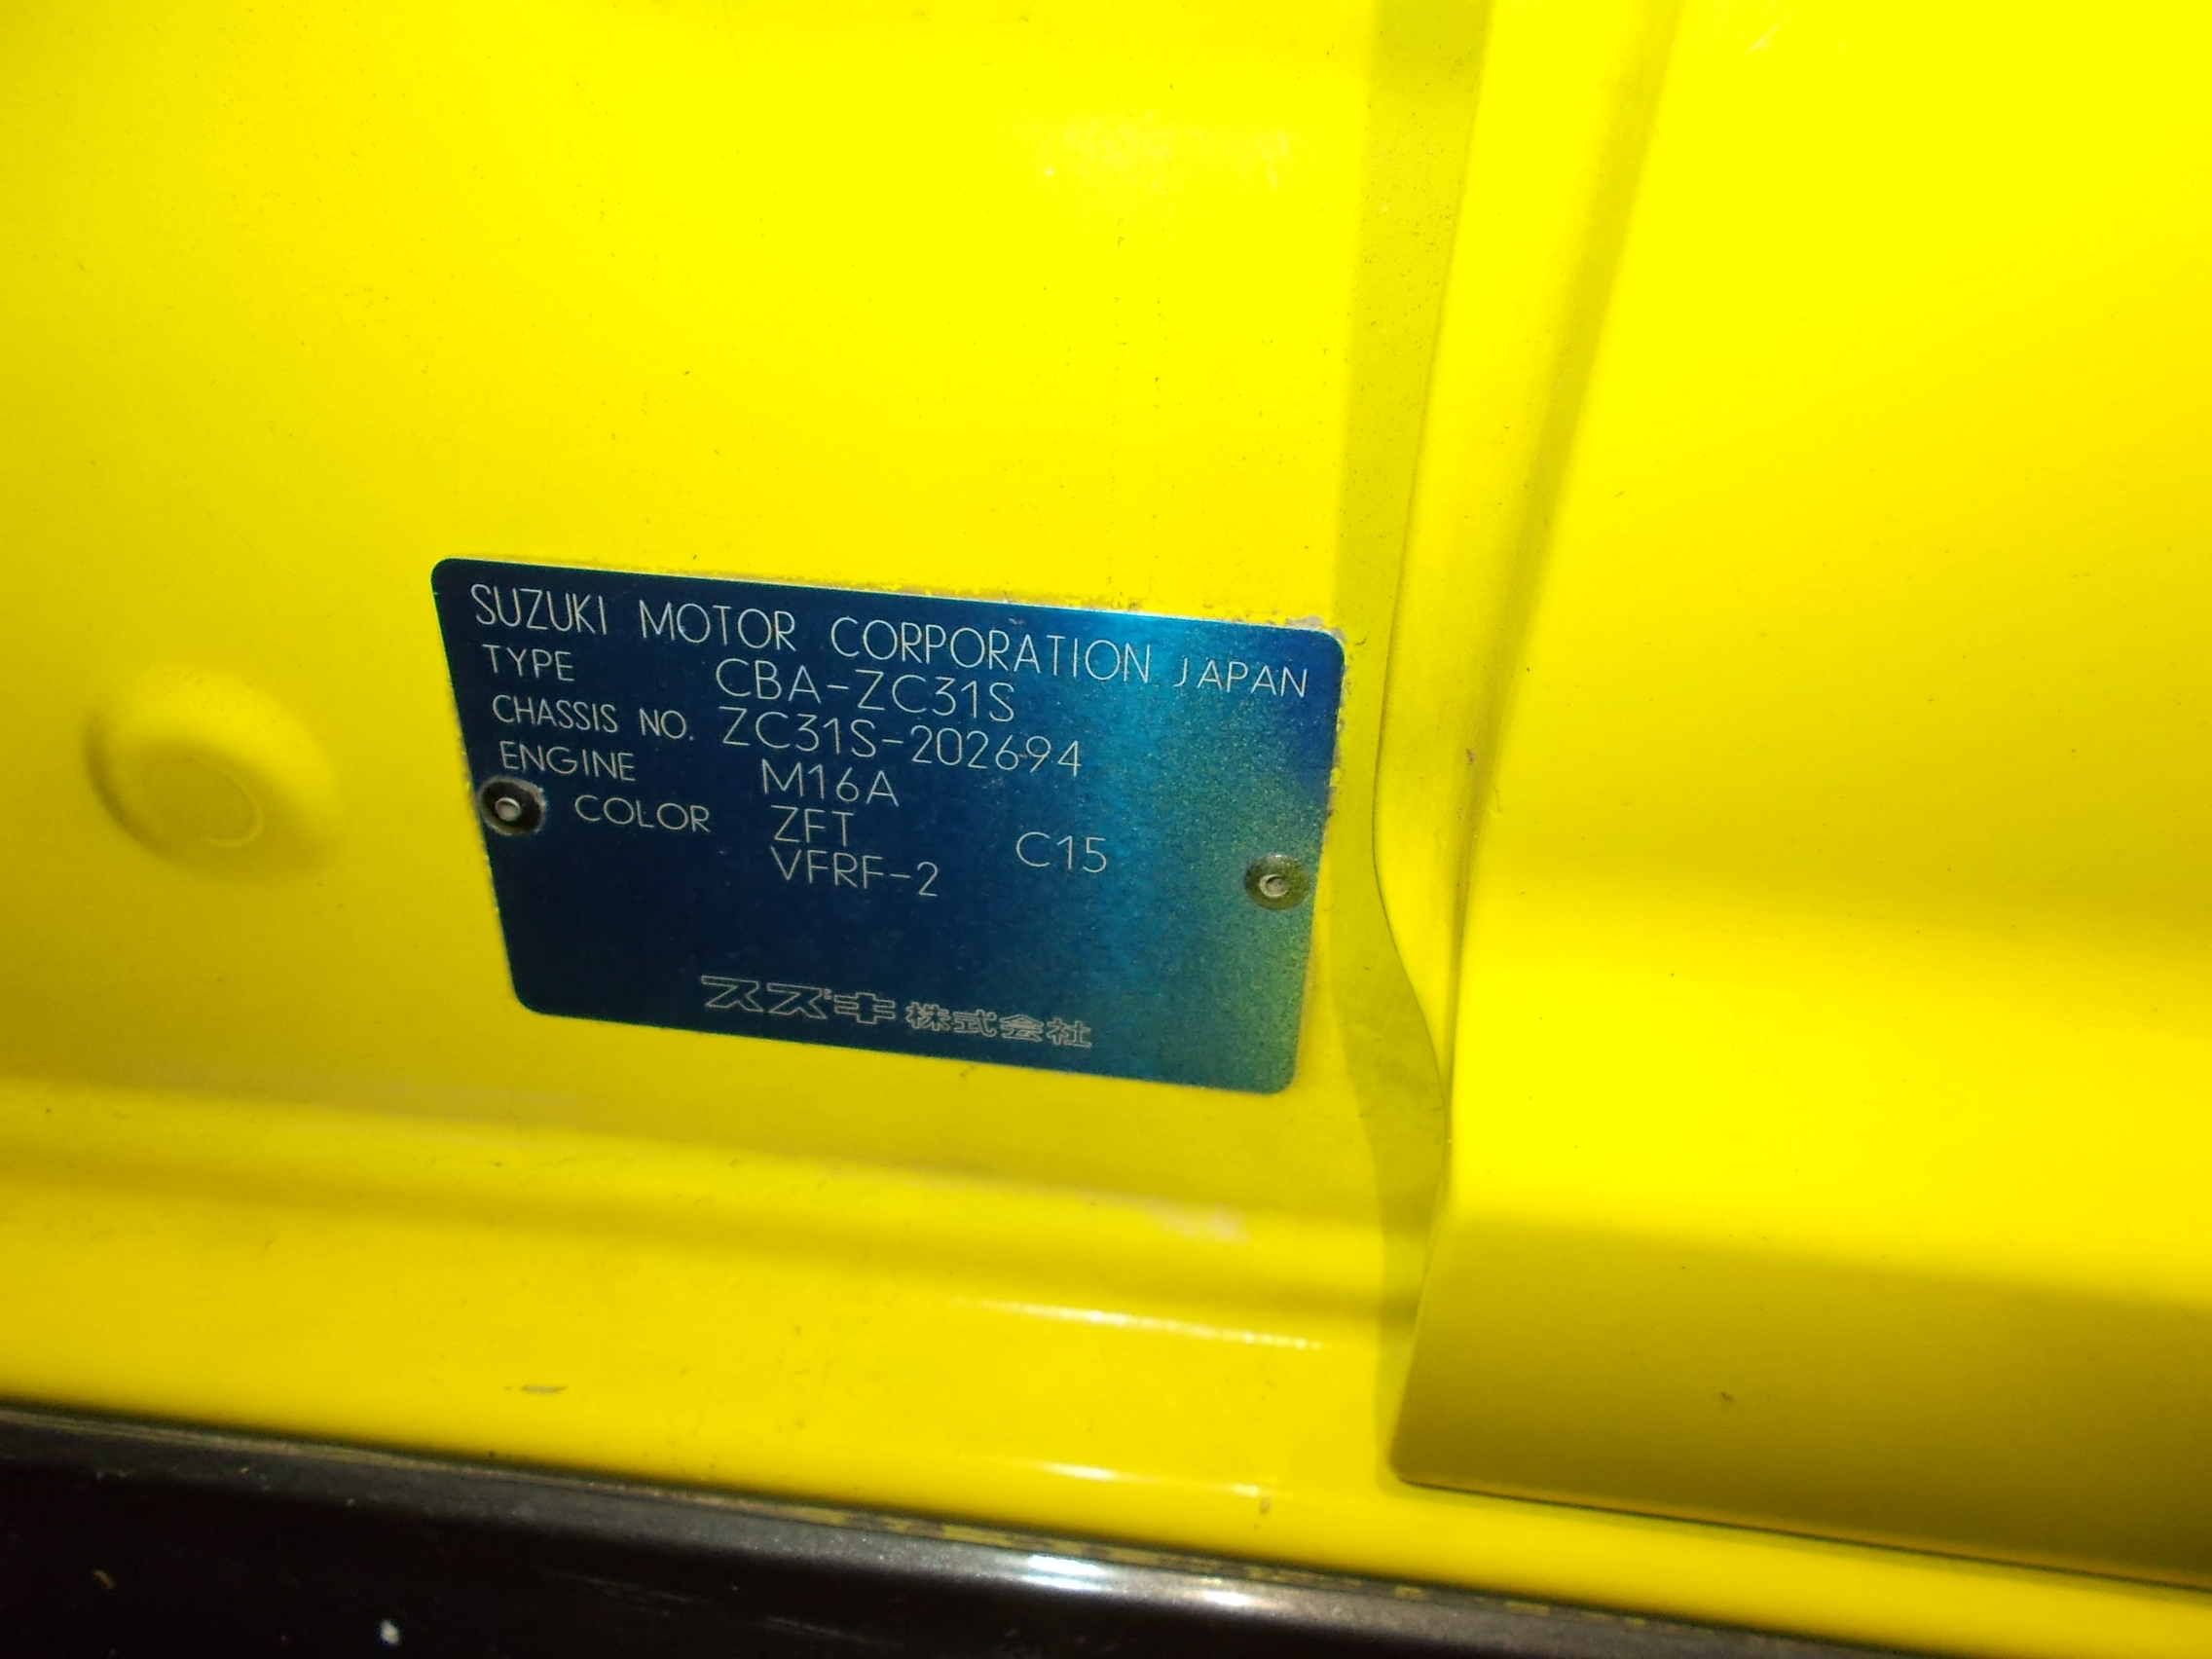 SUZUKI MOTOR CORPORATION JAPAN
TYPE CBA-ZC31S
CHASSIS NO. ZC31S-202694
ENGINE M16A
COLOR ZFT C15
VFRF-2
スズキ株式会社